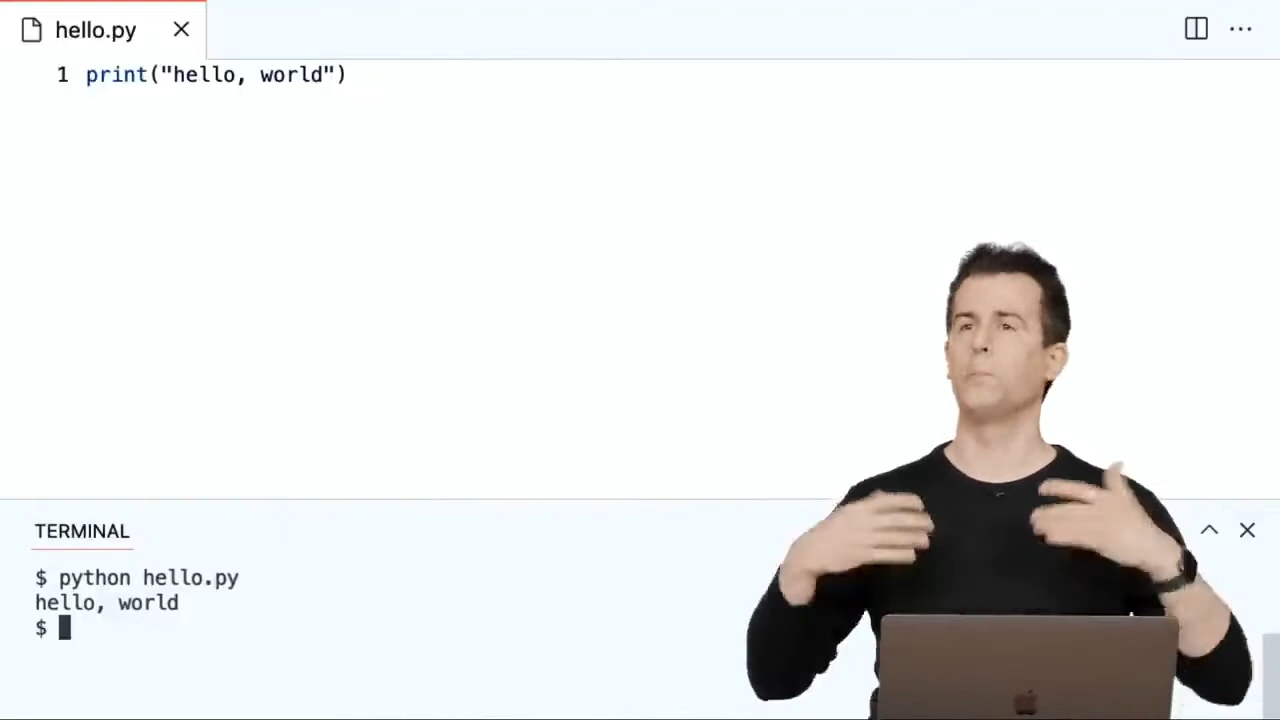 hello.py
1 print("hello, world")
TERMINAL
$ python hello.py
hello, world
$